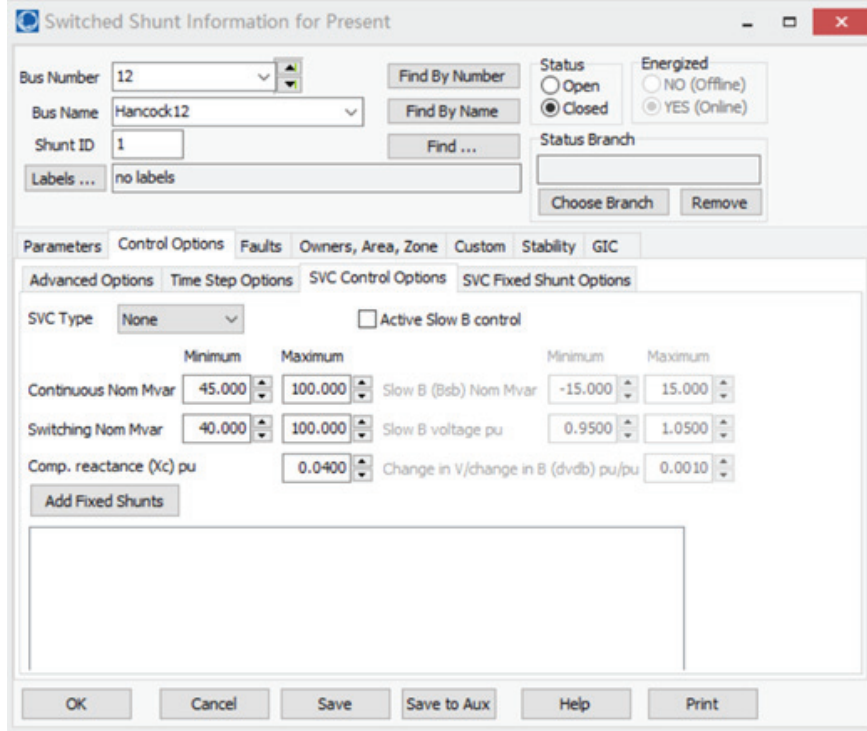 Switched Shunt Information for Present
Bus Number 12 Find By Number
Bus Name Hancock12 Find By Name
Shunt ID 1 Find ...
Labels ... no labels
Status
Open
Closed
Energized
NO (Offline)
YES (Online)
Status Branch
Choose Branch Remove
Parameters Control Options Faults Owners, Area, Zone Custom Stability GIC
Advanced Options Time Step Options SVC Control Options SVC Fixed Shunt Options
SVC Type None Active Slow B control
Minimum Maximum Minimum Maximum
Continuous Nom Mvar 45.000 100.000 Slow B (Bsb) Nom Mvar -15.000 15.000
Switching Nom Mvar 40.000 100.000 Slow B voltage pu 0.9500 1.0500
Comp. reactance (Xc) pu 0.0400 Change in V/change in B (dvdb) pu/pu 0.0010
Add Fixed Shunts
OK Cancel Save Save to Aux Help Print